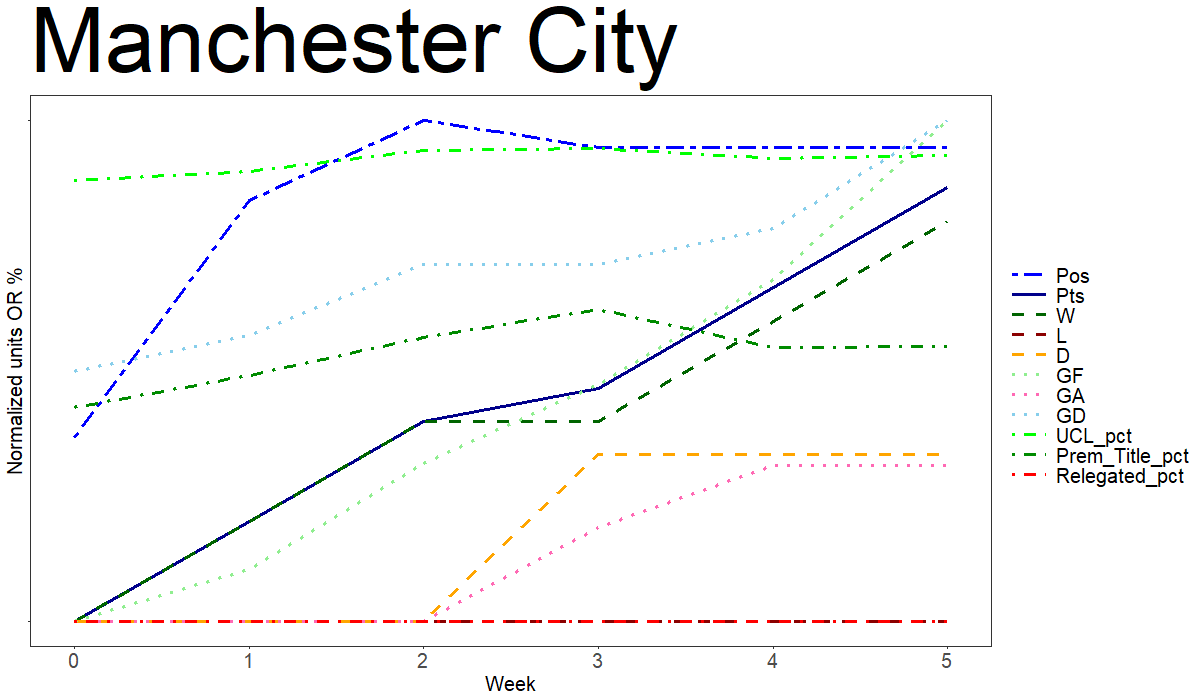 Manchester City
Normalized units OR %
Pos
Pts
W
L
D
GF
GA
GD
UCL_pct
Prem_Title_pct
Relegated_pct
0 1 2 3 4 5
Week